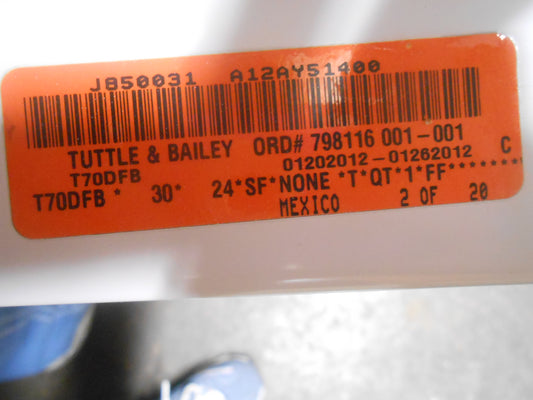 J850031 A12AY51400
TUTTLE & BAILEY ORD# 798116 001-001
T70DFB 01202012-01262012 C
T70DFB * 30* 24*SF*NONE *T*QT*1*FF********
MEXICO 2 OF 20